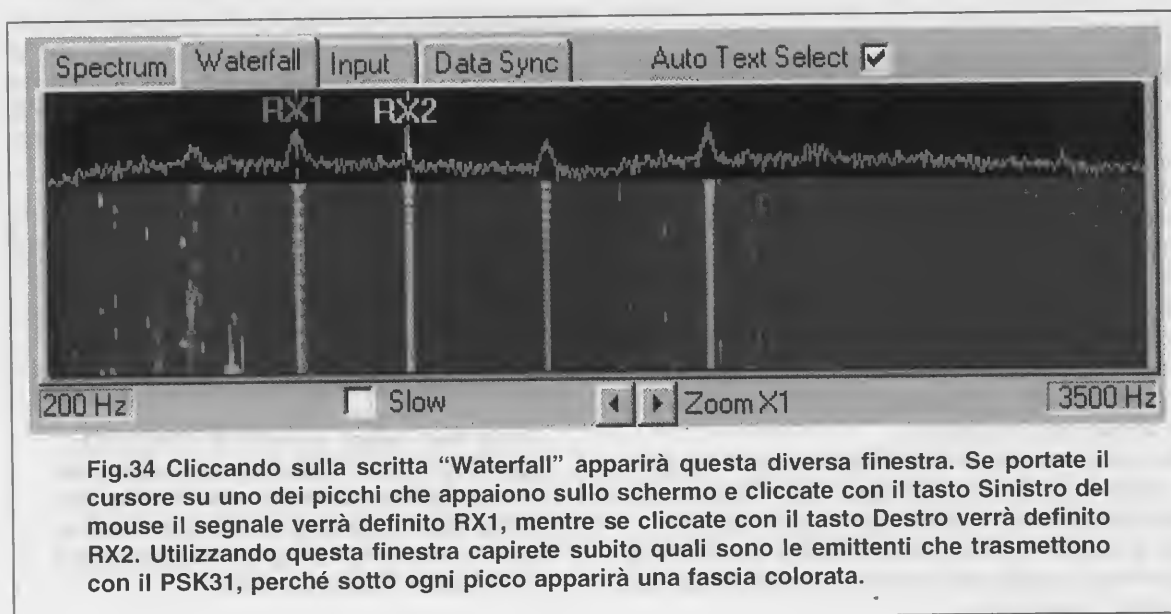 Spectrum Waterfall Input Data Sync Auto Text Select
RX1 RX2
200 Hz Slow Zoom X1 3500 Hz
Fig.34 Cliccando sulla scritta “Waterfall” apparirà questa diversa finestra. Se portate il
cursore su uno dei picchi che appaiono sullo schermo e cliccate con il tasto Sinistro del
mouse il segnale verrà definito RX1, mentre se cliccate con il tasto Destro verrà definito
RX2. Utilizzando questa finestra capirete subito quali sono le emittenti che trasmettono
con il PSK31, perché sotto ogni picco apparirà una fascia colorata.